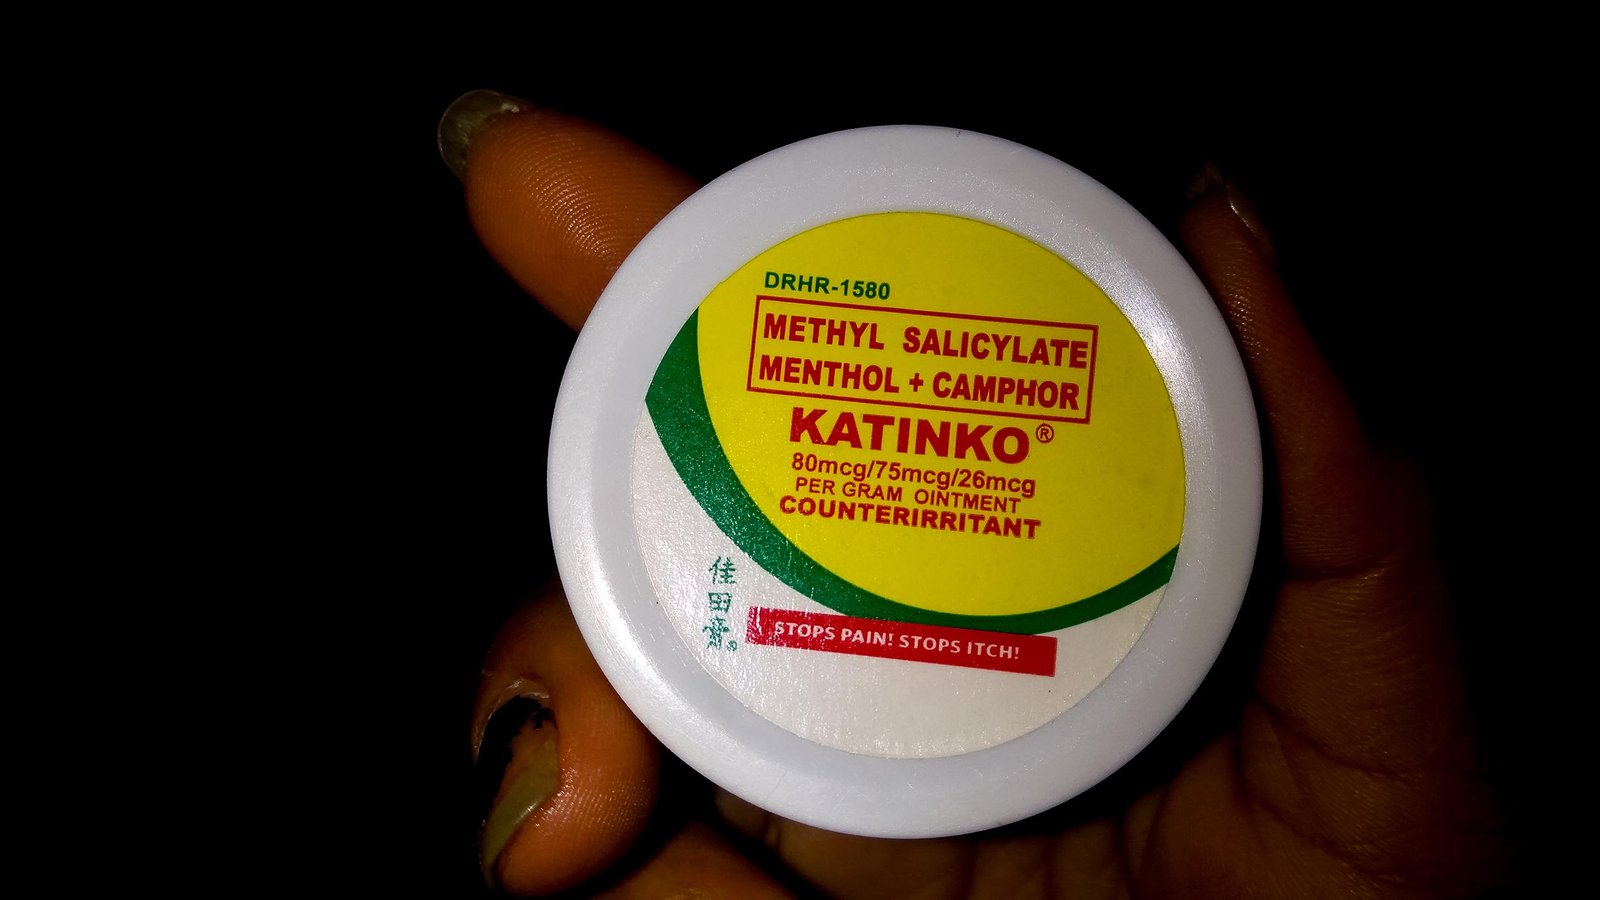 DRHR-1580
METHYL SALICYLATE
MENTHOL + CAMPHOR
KATINKO®
80mcg/75mcg/26mcg
PER GRAM OINTMENT
COUNTERIRRITANT
佳
田
STOPS PAIN! STOPS ITCH!